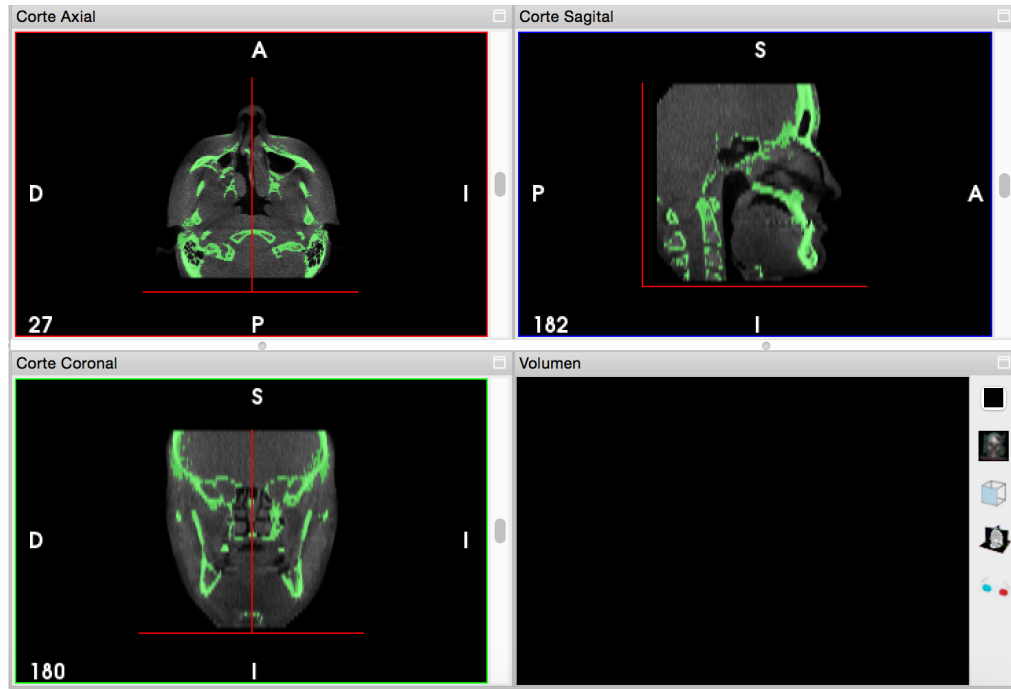 Corte Axial
A
D
I
27
P
Corte Sagital
S
P
A
182
I
Corte Coronal
S
D
I
180
I
Volumen